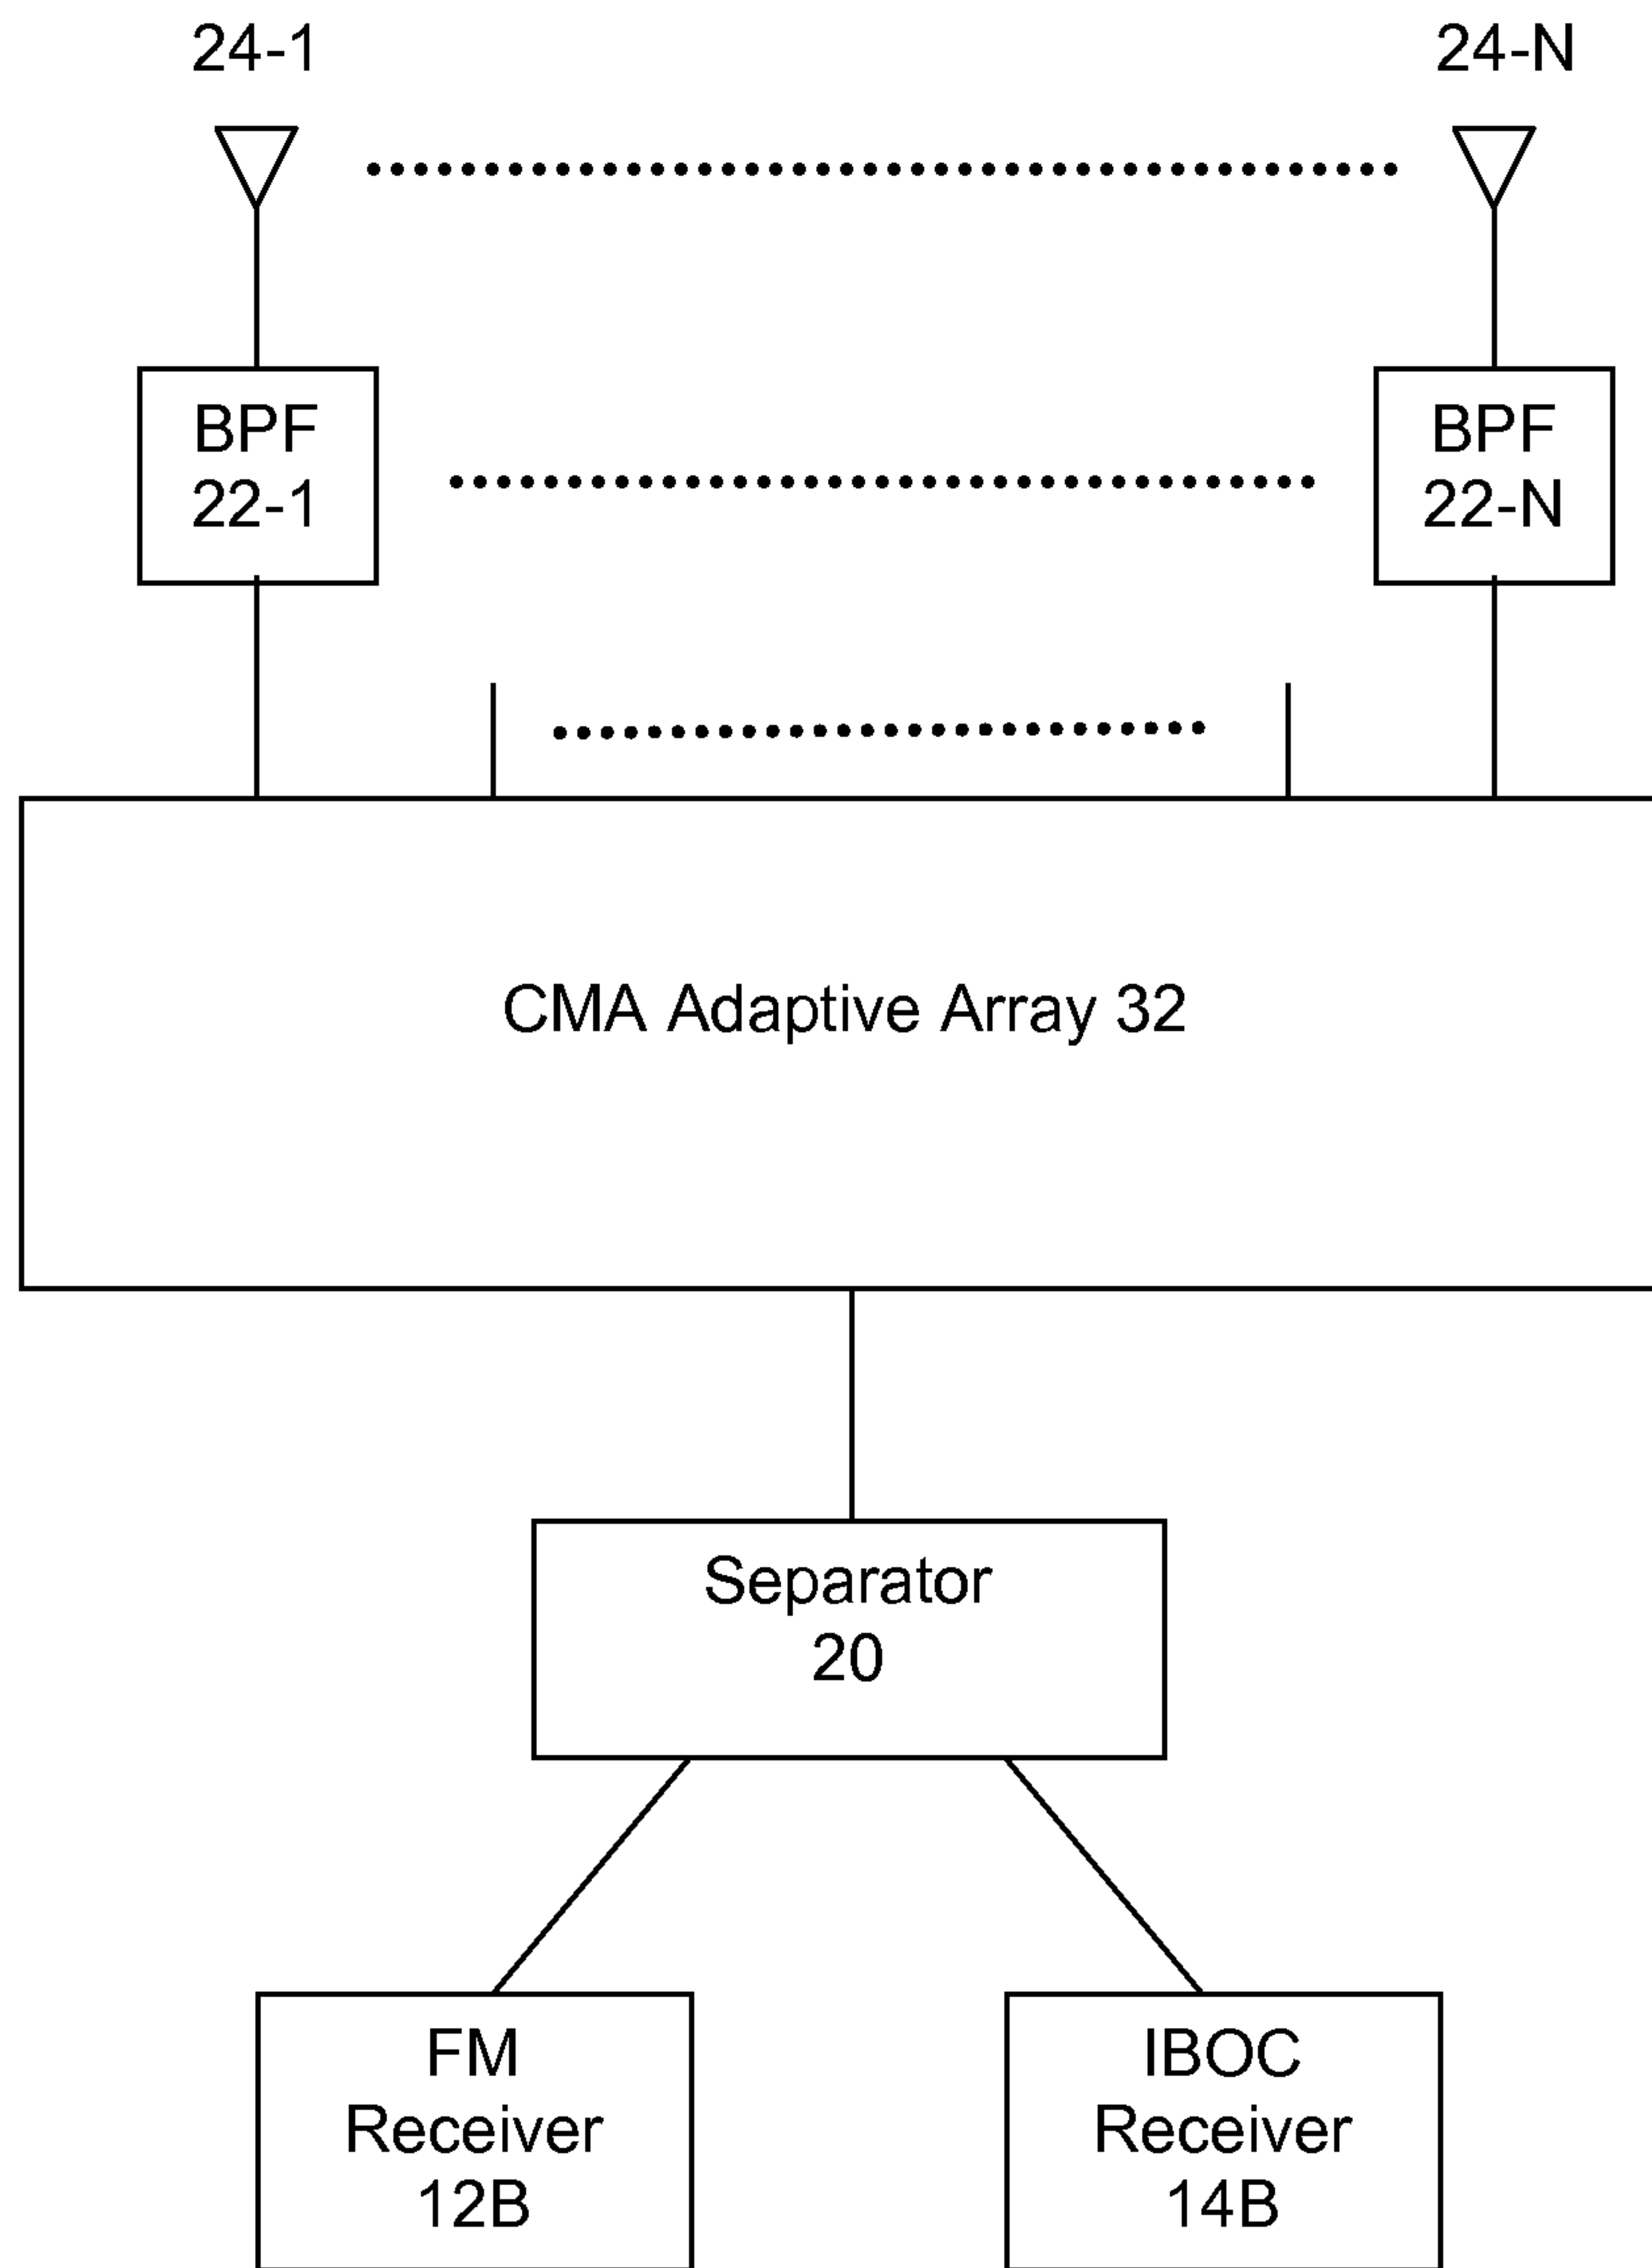 24-1
24-N
BPF
22-1
BPF
22-N
CMA Adaptive Array 32
Separator
20
FM
Receiver
12B
IBOC
Receiver
14B